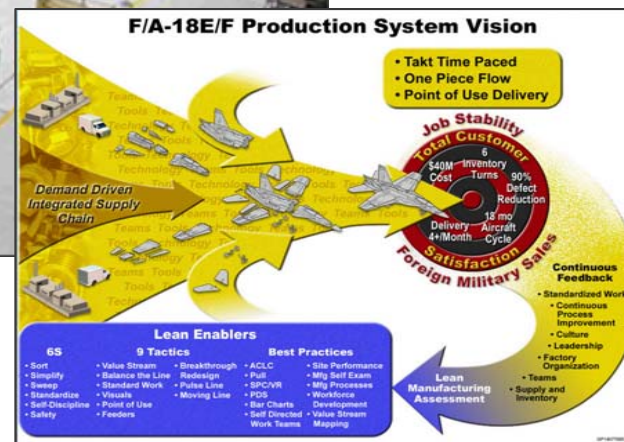 F/A-18E/F Production System Vision
• Takt Time Paced
• One Piece Flow
• Point of Use Delivery
Teams
Tools
Technology
Demand Driven
Integrated Supply
Chain
Job Stability
Total Customer
$40M
Cost
6
Inventory
Turns
90%
Defect
Reduction
18 mo
Aircraft
Cycle
Delivery
4+/Month
Satisfaction
Foreign Military Sales
Continuous
Feedback
• Standardized Work
• Continuous
Process
Improvement
• Culture
• Leadership
• Factory
Organization
• Teams
• Supply and
Inventory
Lean
Manufacturing
Assessment
Lean Enablers
6S
• Sort
• Simplify
• Sweep
• Standardize
• Self-Discipline
• Safety
9 Tactics
• Value Stream
• Balance the Line
• Standard Work
• Visuals
• Point of Use
• Feeders
• Breakthrough
Redesign
• Pulse Line
• Moving Line
Best Practices
• ACLC
• Pull
• SPC/VR
• PDS
• Bar Charts
• Self Directed
Work Teams
• Site Performance
• Mfg Self Exam
• Mfg Processes
• Workforce
Development
• Value Stream
Mapping